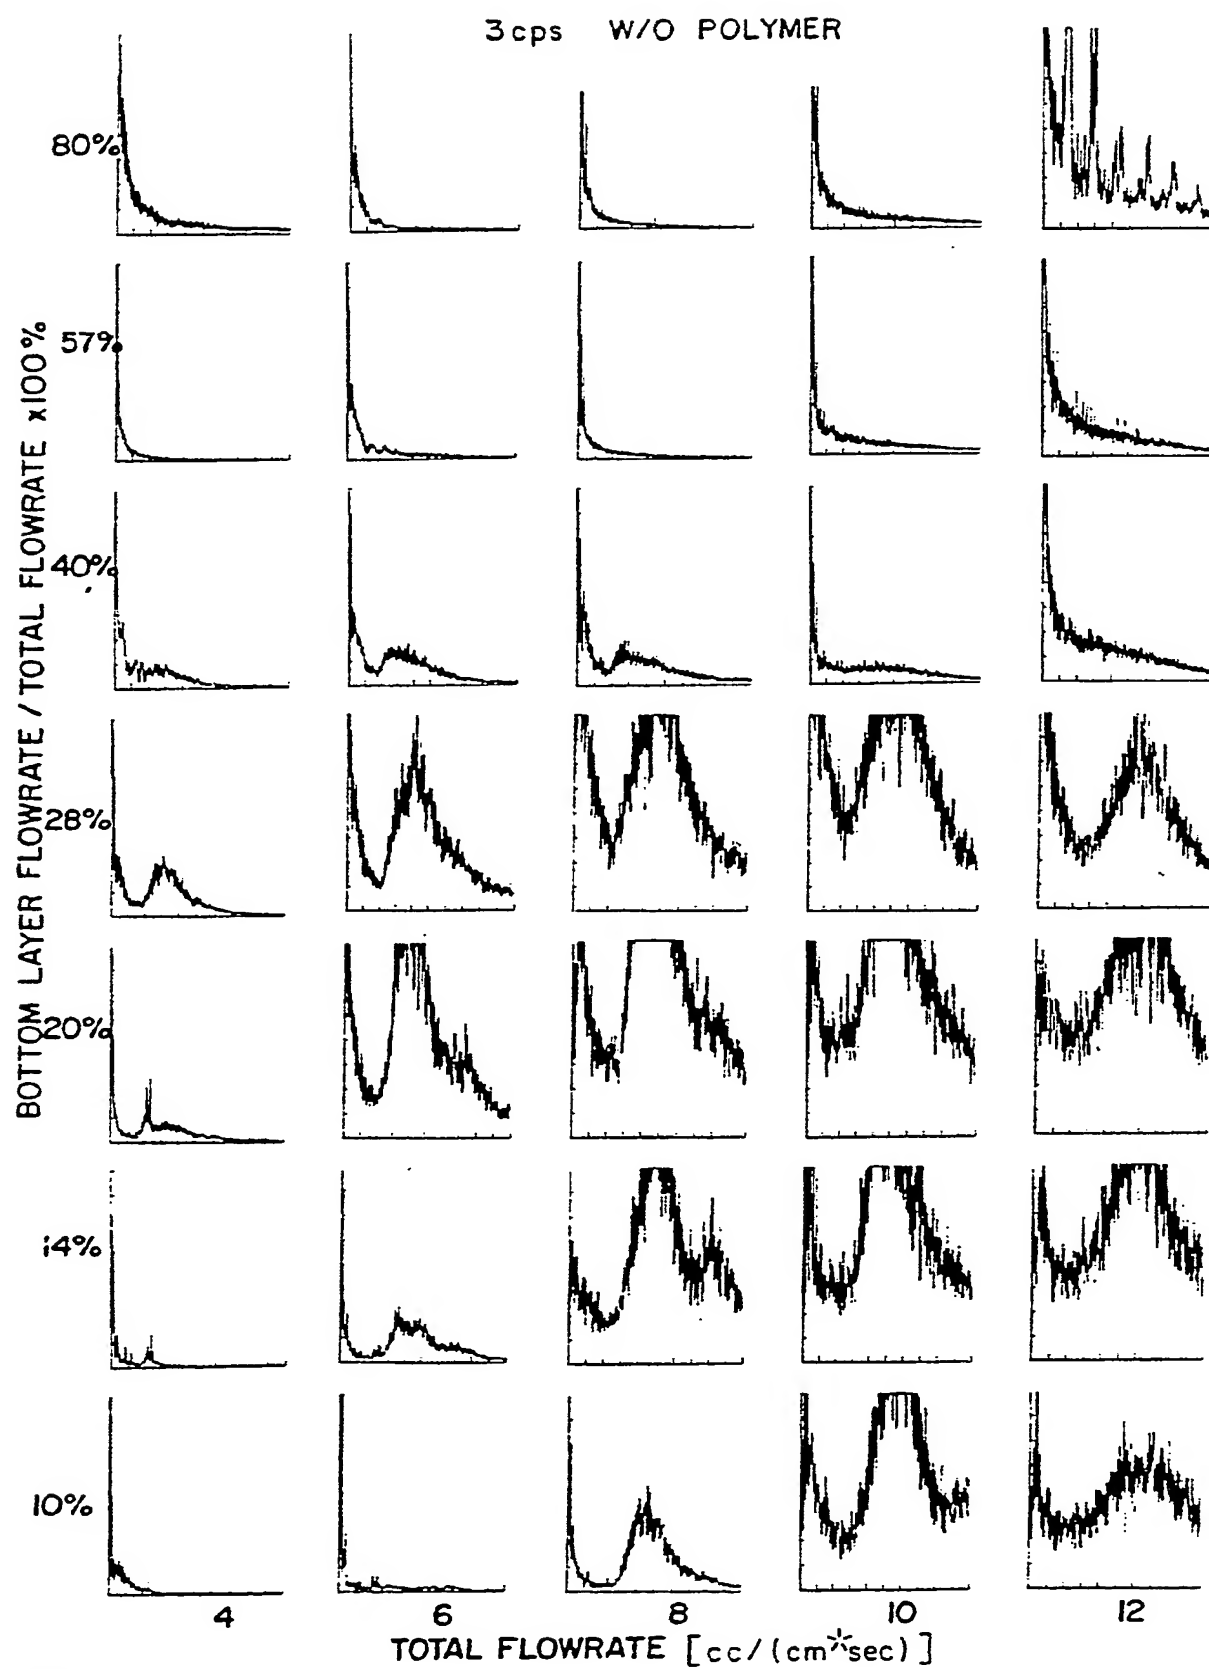 3cps W/O POLYMER
80%
57%
40%
28%
20%
14%
10%
BOTTOM LAYER FLOWRATE / TOTAL FLOWRATE x100%
4 6 8 10 12
TOTAL FLOWRATE [cc/(cm*sec)]